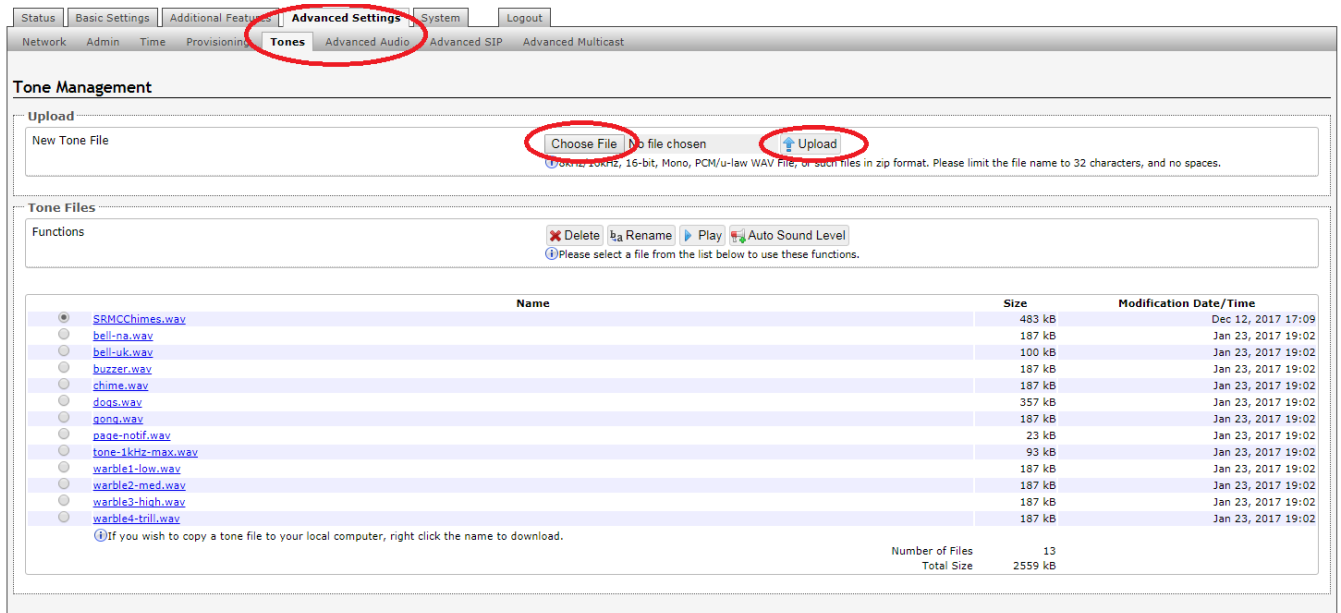 Status Basic Settings Additional Features Advanced Settings System Logout
Network Admin Time Provisioning Tones Advanced Audio Advanced SIP Advanced Multicast
Tone Management
Upload
New Tone File Choose File No file chosen Upload
8kHz/16kHz, 16-bit, Mono, PCM/u-law WAV File, or such files in zip format. Please limit the file name to 32 characters, and no spaces.
Tone Files
Functions Delete Rename Play Auto Sound Level
Please select a file from the list below to use these functions.
Name Size Modification Date/Time
SRMCChimes.wav 483 kB Dec 12, 2017 17:09
bell-na.wav 187 kB Jan 23, 2017 19:02
bell-uk.wav 100 kB Jan 23, 2017 19:02
buzzer.wav 187 kB Jan 23, 2017 19:02
chime.wav 187 kB Jan 23, 2017 19:02
dogs.wav 357 kB Jan 23, 2017 19:02
gong.wav 187 kB Jan 23, 2017 19:02
page-notif.wav 23 kB Jan 23, 2017 19:02
tone-1kHz-max.wav 93 kB Jan 23, 2017 19:02
warble1-low.wav 187 kB Jan 23, 2017 19:02
warble2-med.wav 187 kB Jan 23, 2017 19:02
warble3-high.wav 187 kB Jan 23, 2017 19:02
warble4-trill.wav 187 kB Jan 23, 2017 19:02
If you wish to copy a tone file to your local computer, right click the name to download.
Number of Files 13
Total Size 2559 kB